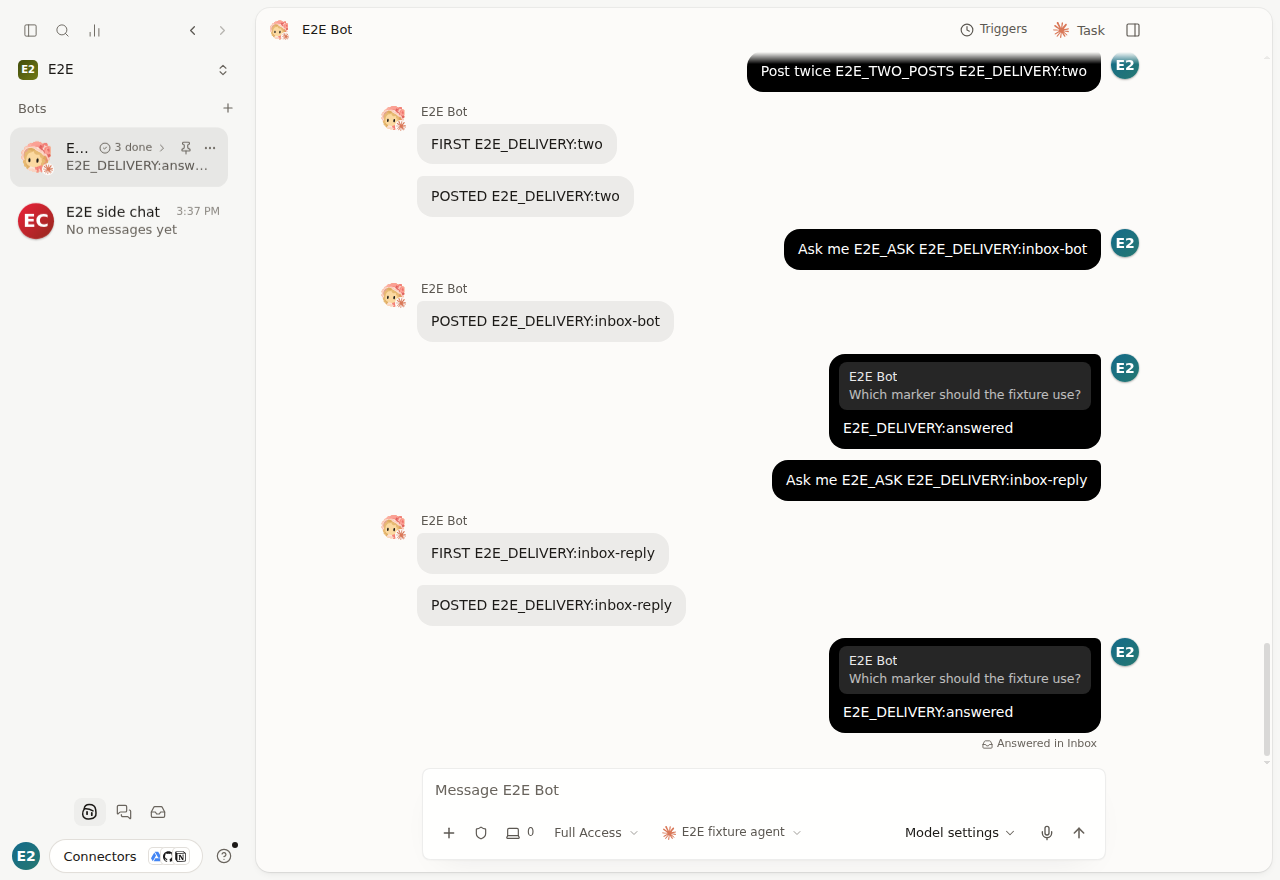 E2E Bot
Triggers
Task
E2 E2E
Bots
E... 3 done
E2E_DELIVERY:answ...
EC
E2E side chat 3:37 PM
No messages yet
Post twice E2E_TWO_POSTS E2E_DELIVERY:two
E2
E2E Bot
FIRST E2E_DELIVERY:two
POSTED E2E_DELIVERY:two
Ask me E2E_ASK E2E_DELIVERY:inbox-bot
E2
E2E Bot
POSTED E2E_DELIVERY:inbox-bot
E2E Bot
Which marker should the fixture use?
E2E_DELIVERY:answered
E2
Ask me E2E_ASK E2E_DELIVERY:inbox-reply
E2E Bot
FIRST E2E_DELIVERY:inbox-reply
POSTED E2E_DELIVERY:inbox-reply
E2E Bot
Which marker should the fixture use?
E2E_DELIVERY:answered
E2
Answered in Inbox
Message E2E Bot
0
Full Access
E2E fixture agent
Model settings
E2
Connectors